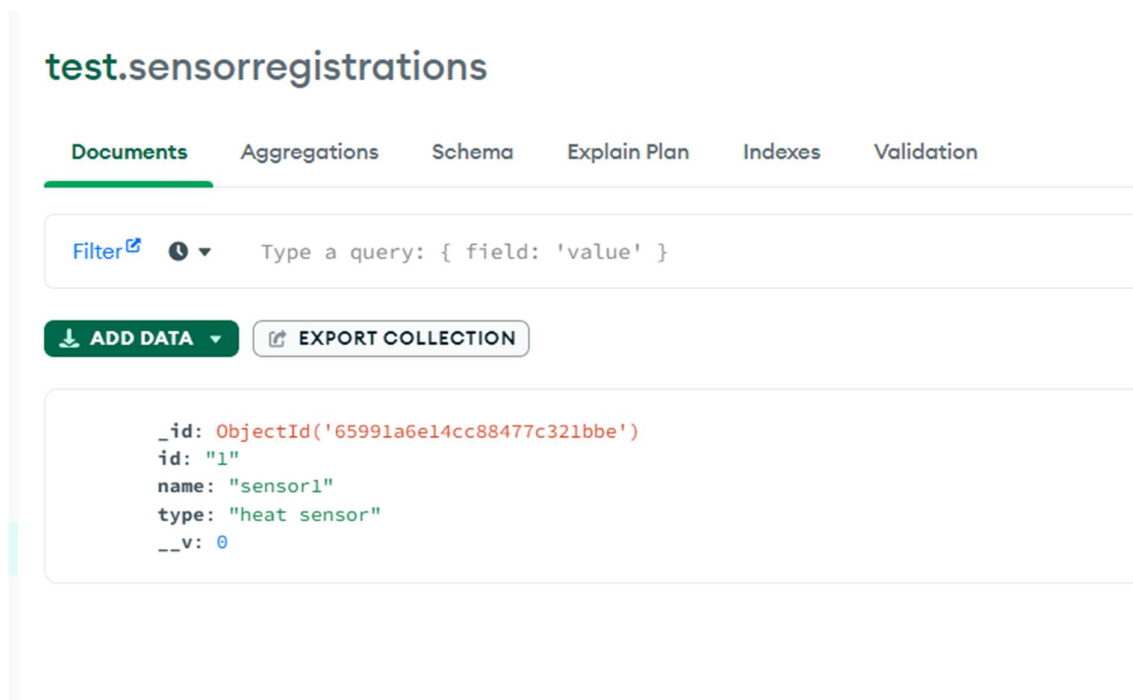 test.sensorregistrations
Documents Aggregations Schema Explain Plan Indexes Validation
Filter Type a query: { field: 'value' }
ADD DATA EXPORT COLLECTION
_id: ObjectId('65991a6e14cc88477c321bbe')
id: "1"
name: "sensor1"
type: "heat sensor"
__v: 0